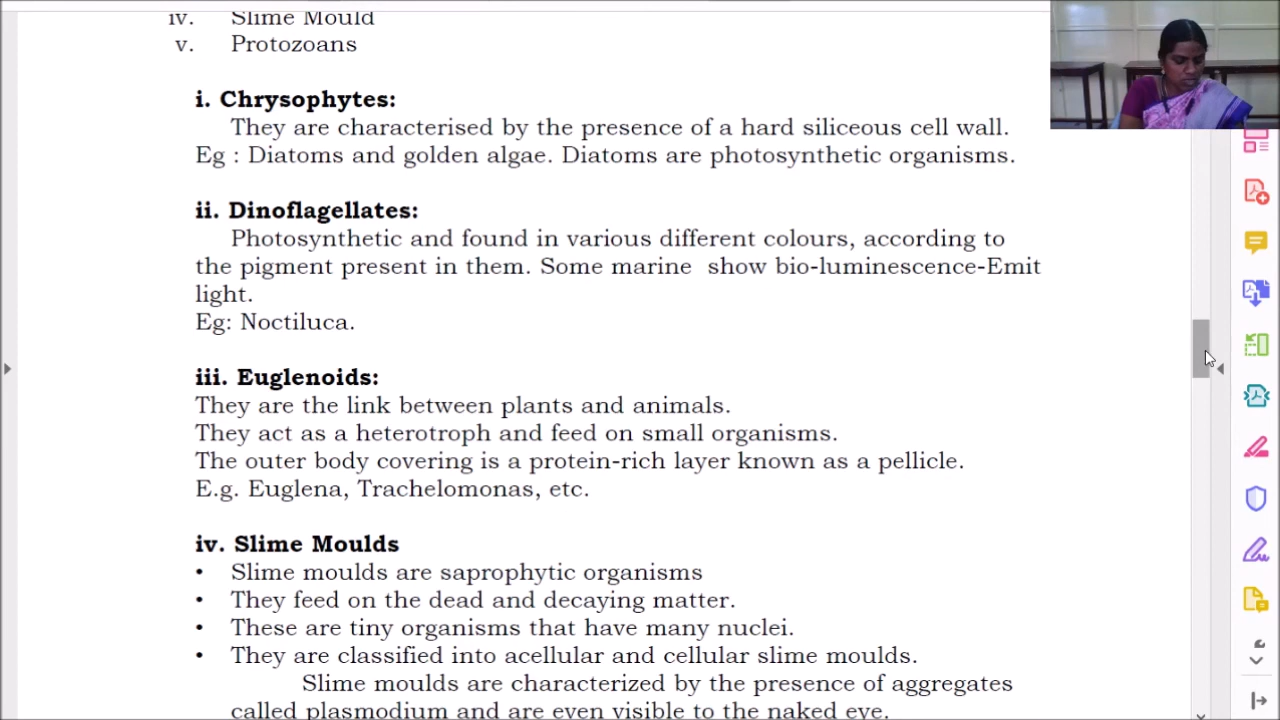 iv. Slime Mould
v. Protozoans
i. Chrysophytes:
They are characterised by the presence of a hard siliceous cell wall.
Eg : Diatoms and golden algae. Diatoms are photosynthetic organisms.
ii. Dinoflagellates:
Photosynthetic and found in various different colours, according to
the pigment present in them. Some marine show bio-luminescence-Emit
light.
Eg: Noctiluca.
iii. Euglenoids:
They are the link between plants and animals.
They act as a heterotroph and feed on small organisms.
The outer body covering is a protein-rich layer known as a pellicle.
E.g. Euglena, Trachelomonas, etc.
iv. Slime Moulds
• Slime moulds are saprophytic organisms
• They feed on the dead and decaying matter.
• These are tiny organisms that have many nuclei.
• They are classified into acellular and cellular slime moulds.
Slime moulds are characterized by the presence of aggregates
called plasmodium and are even visible to the naked eye.